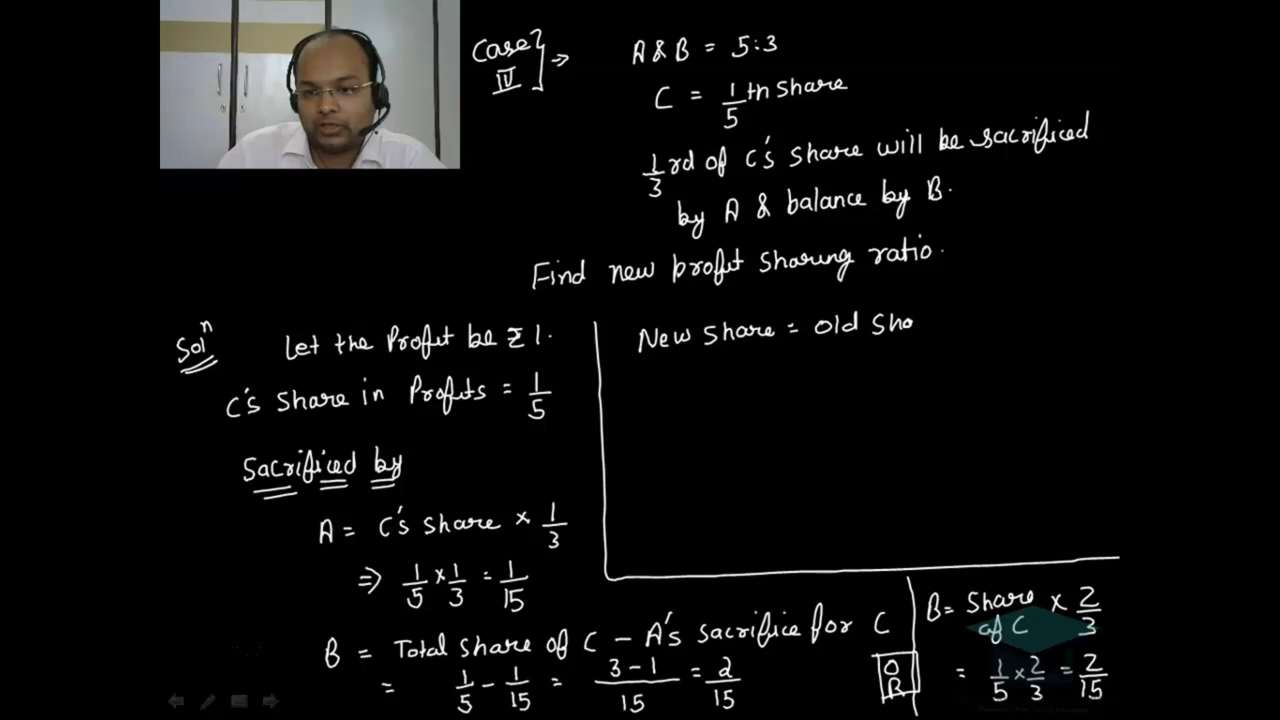 Case IV → A & B = 5:3
C = 1/5 th Share
1/3 rd of C's Share will be sacrificed
by A & balance by B.
Find new profit Sharing ratio.
Solⁿ Let the Profit be ₹ 1.
C's Share in Profits = 1/5
Sacrificed by
A = C's Share × 1/3
⇒ 1/5 × 1/3 = 1/15
B = Total Share of C – A's sacrifice for C
= 1/5 – 1/15 = 3 – 1/15 = 2/15
New Share = Old Sha
OR
B = Share of C × 2/3
= 1/5 × 2/3 = 2/15